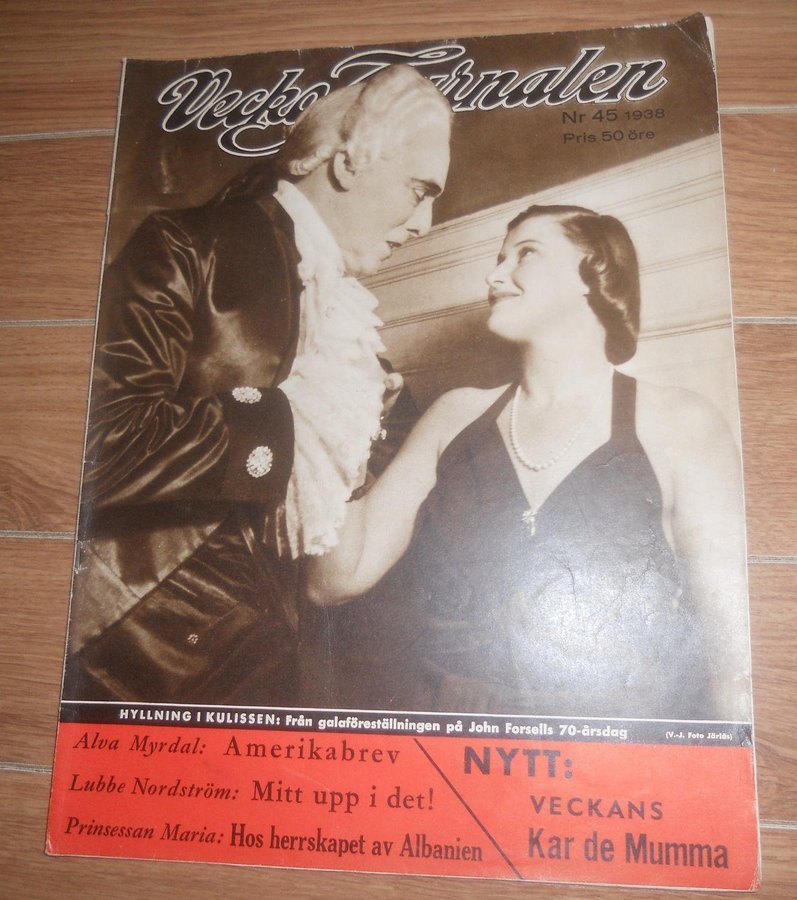 Vecko Journalen
Nr 45 1938
Pris 50 öre
HYLLNING I KULISSEN: Från galaföreställningen på John Forsells 70-årsdag
(V.-J. Foto Järlås)
Alva Myrdal: Amerikabrev
Lubbe Nordström: Mitt upp i det!
Prinsessan Maria: Hos herrskapet av Albanien
NYTT:
VECKANS
Kar de Mumma